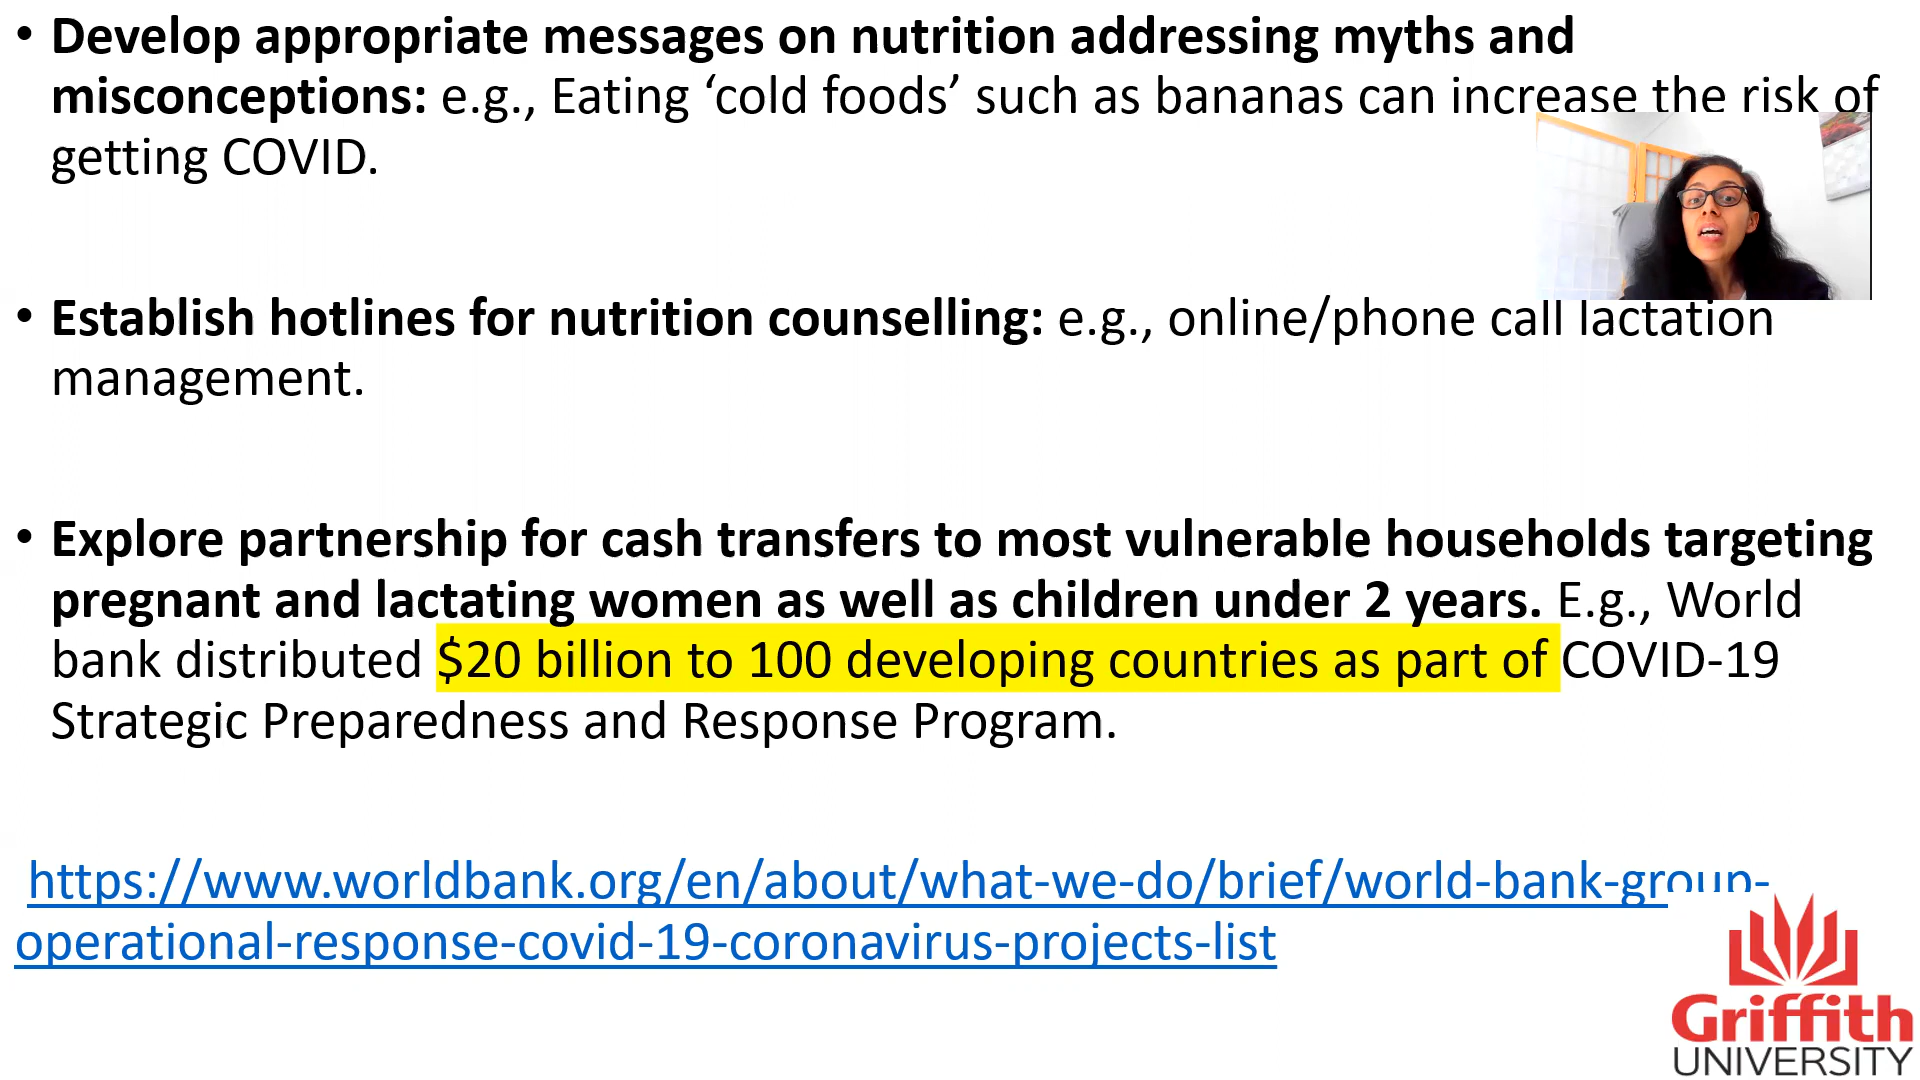 • Develop appropriate messages on nutrition addressing myths and
misconceptions: e.g., Eating ‘cold foods’ such as bananas can increase the risk of
getting COVID.
• Establish hotlines for nutrition counselling: e.g., online/phone call lactation
management.
• Explore partnership for cash transfers to most vulnerable households targeting
pregnant and lactating women as well as children under 2 years. E.g., World
bank distributed $20 billion to 100 developing countries as part of COVID-19
Strategic Preparedness and Response Program.
https://www.worldbank.org/en/about/what-we-do/brief/world-bank-group-
operational-response-covid-19-coronavirus-projects-list
Griffith
UNIVERSITY